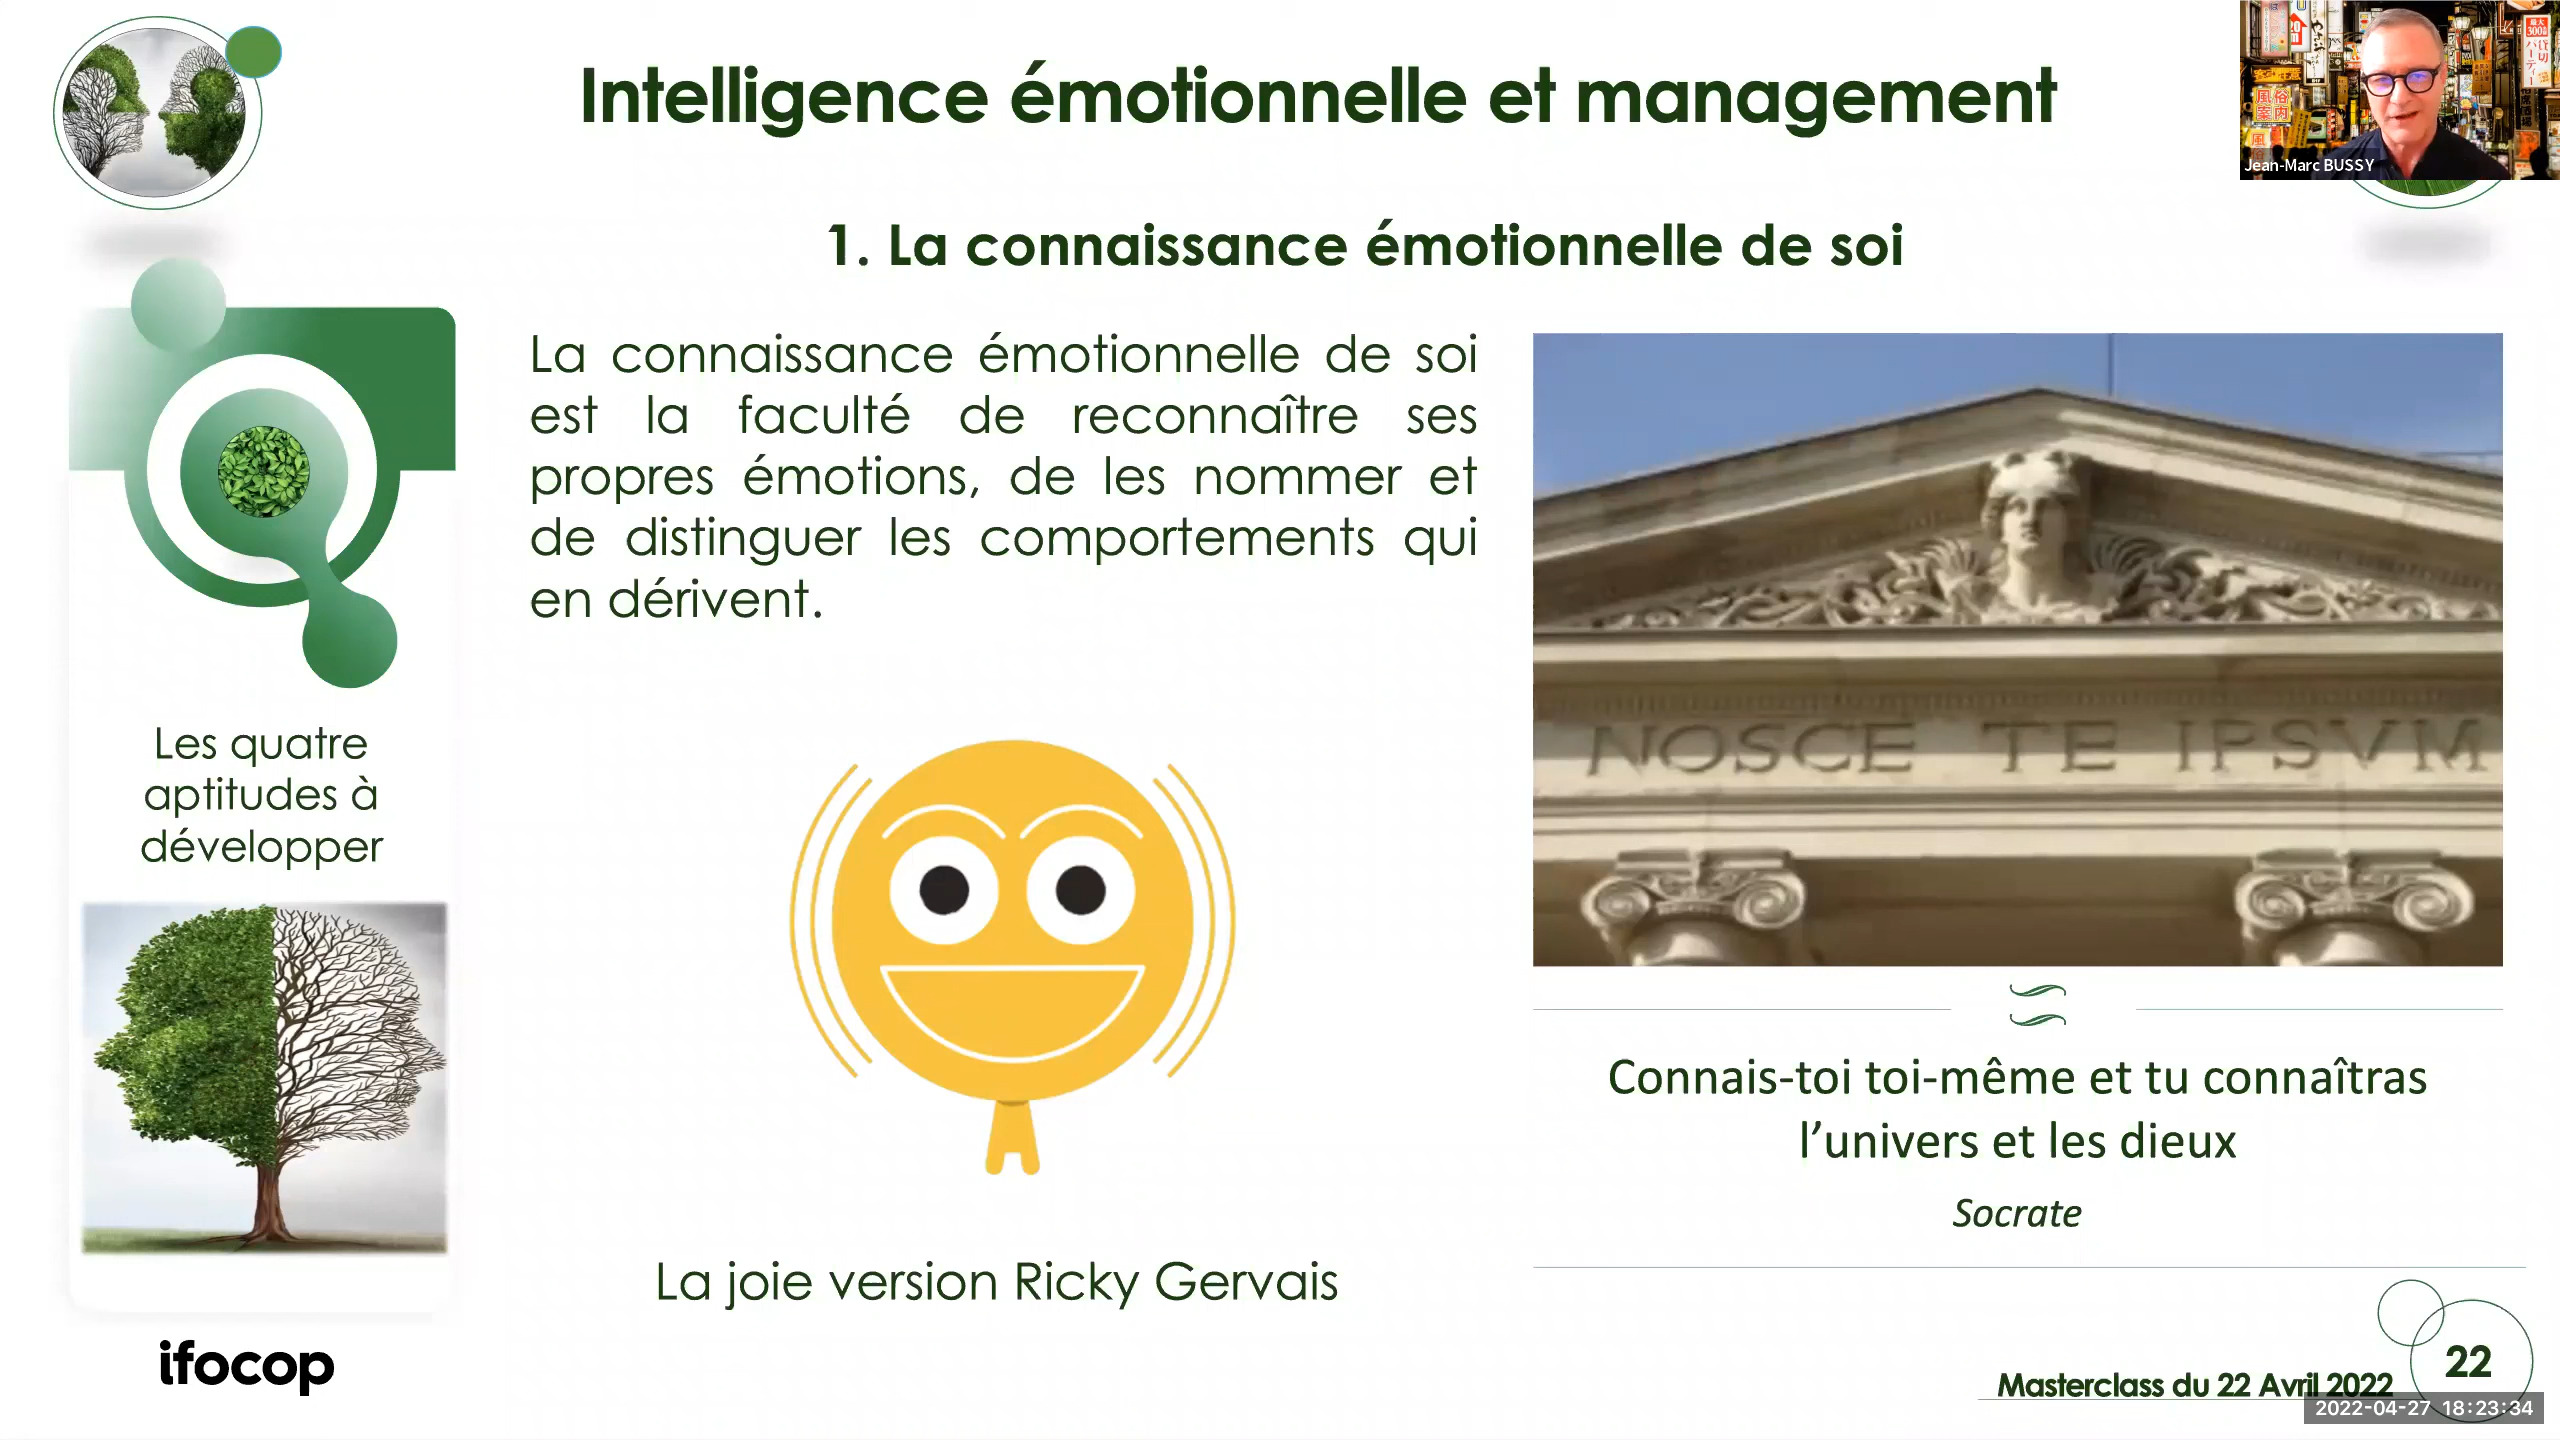 Intelligence émotionnelle et management
Jean-Marc BUSSY
1. La connaissance émotionnelle de soi
La connaissance émotionnelle de soi
est la faculté de reconnaître ses
propres émotions, de les nommer et
de distinguer les comportements qui
en dérivent.
Les quatre
aptitudes à
développer
NOSCE TE IPSVM
Connais-toi toi-même et tu connaîtras
l’univers et les dieux
Socrate
La joie version Ricky Gervais
ifocop
Masterclass du 22 Avril 2022
22
2022-04-27 18:23:34